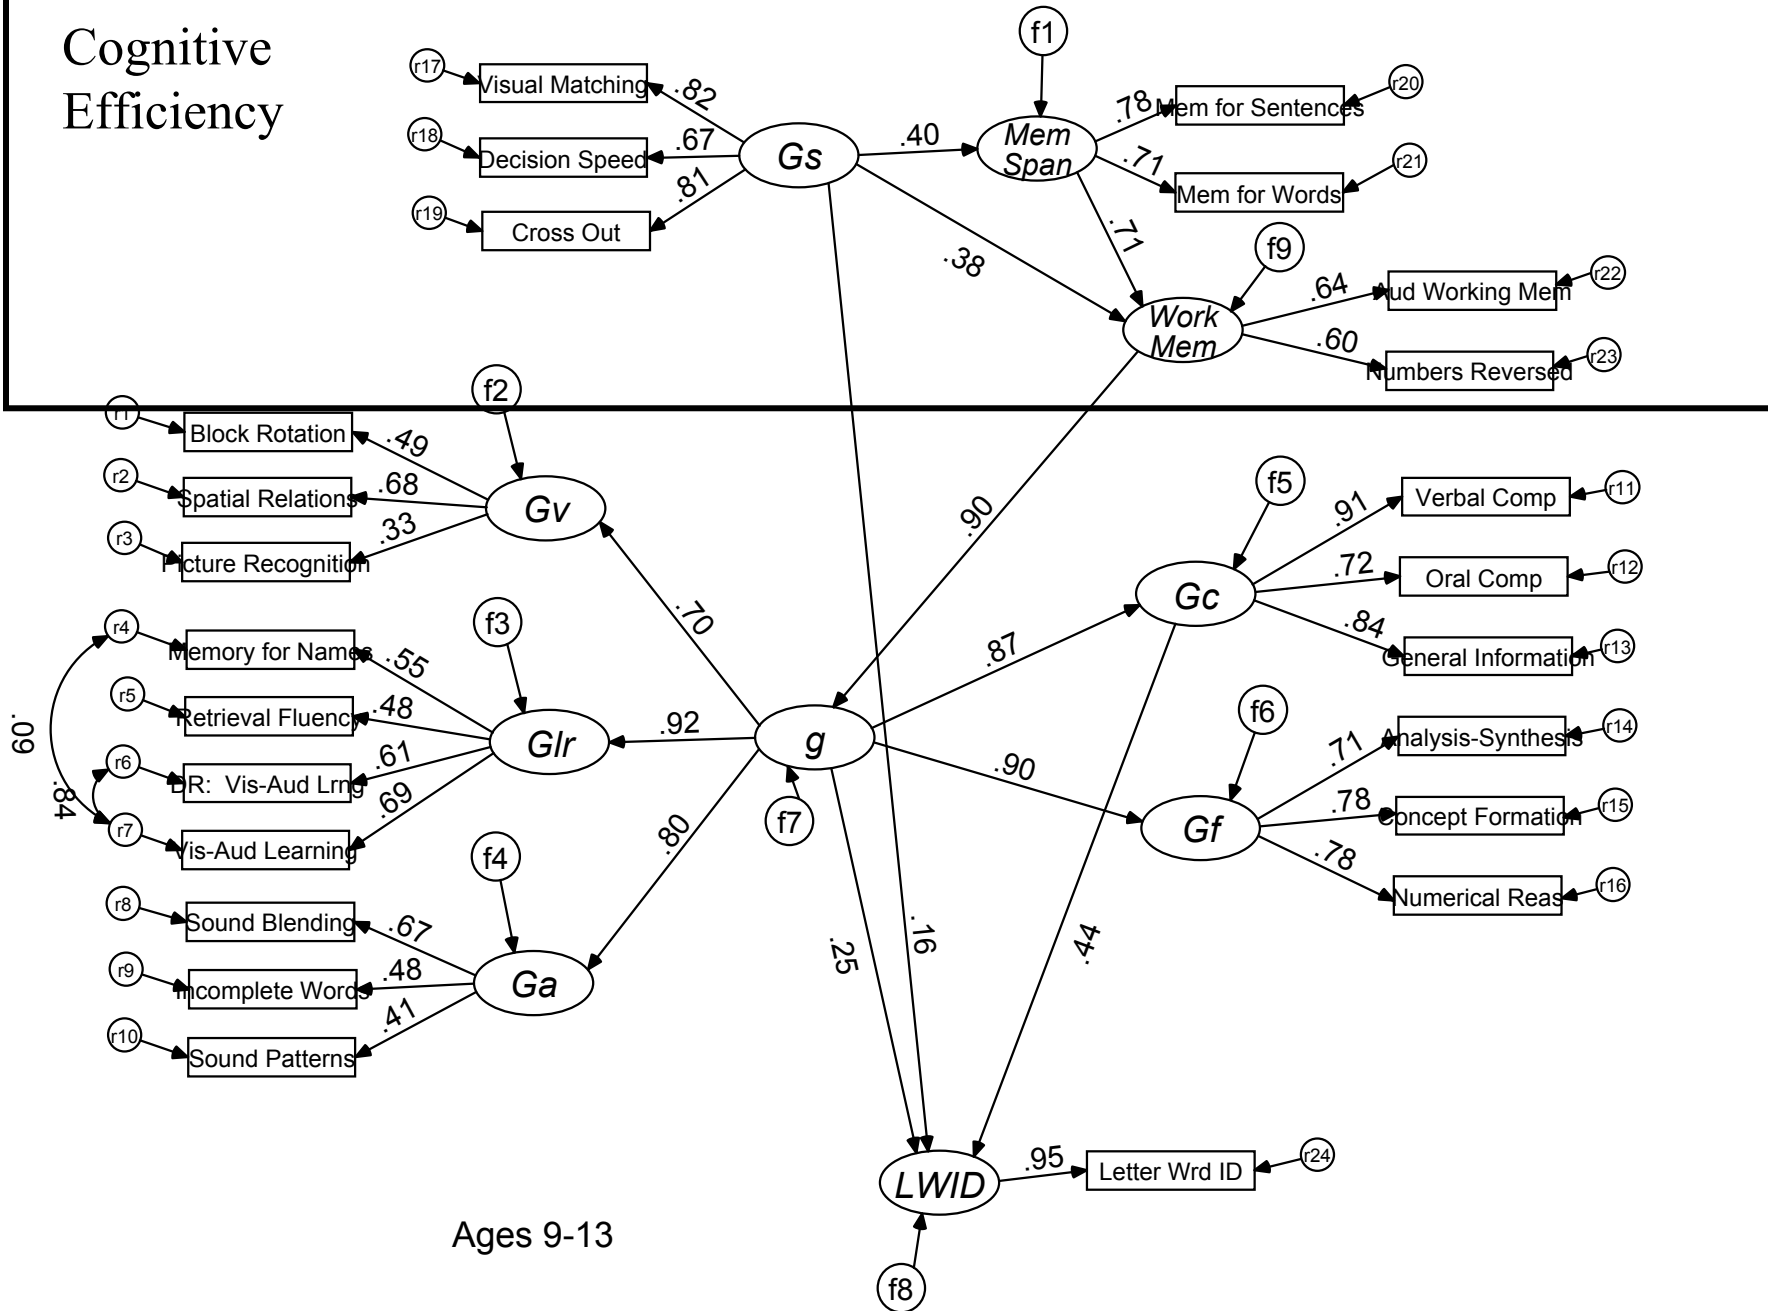 Cognitive
Efficiency
f1
r17
Visual Matching
.82
r18
Decision Speed
.67
r19
Cross Out
.81
Gs
.40
Mem
Span
.78
Mem for Sentences
r20
.71
Mem for Words
r21
.71
.38
f9
Work
Mem
.64
Aud Working Mem
r22
.60
Numbers Reversed
r23
f2
r1
Block Rotation
.49
r2
Spatial Relations
.68
r3
Picture Recognition
.33
Gv
.90
.70
f5
Gc
.91
Verbal Comp
r11
.72
Oral Comp
r12
.84
General Information
r13
.87
f3
r4
Memory for Names
.55
r5
Retrieval Fluency
.48
r6
DR: Vis-Aud Lrng
.61
r7
Vis-Aud Learning
.69
.09
.84
Glr
.92
g
f7
.90
f6
Gf
.71
Analysis-Synthesis
r14
.78
Concept Formation
r15
.78
Numerical Reas
r16
.80
f4
r8
Sound Blending
.67
r9
Incomplete Words
.48
r10
Sound Patterns
.41
Ga
.25
.16
.44
LWID
.95
Letter Wrd ID
r24
f8
Ages 9-13